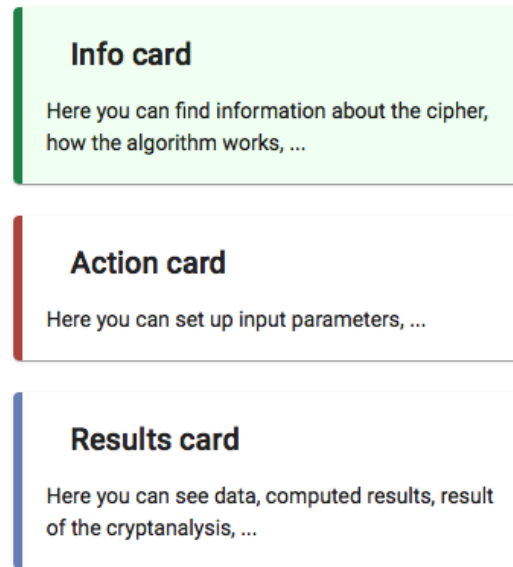 Info card
Here you can find information about the cipher,
how the algorithm works, ...
Action card
Here you can set up input parameters, ...
Results card
Here you can see data, computed results, result
of the cryptanalysis, ...